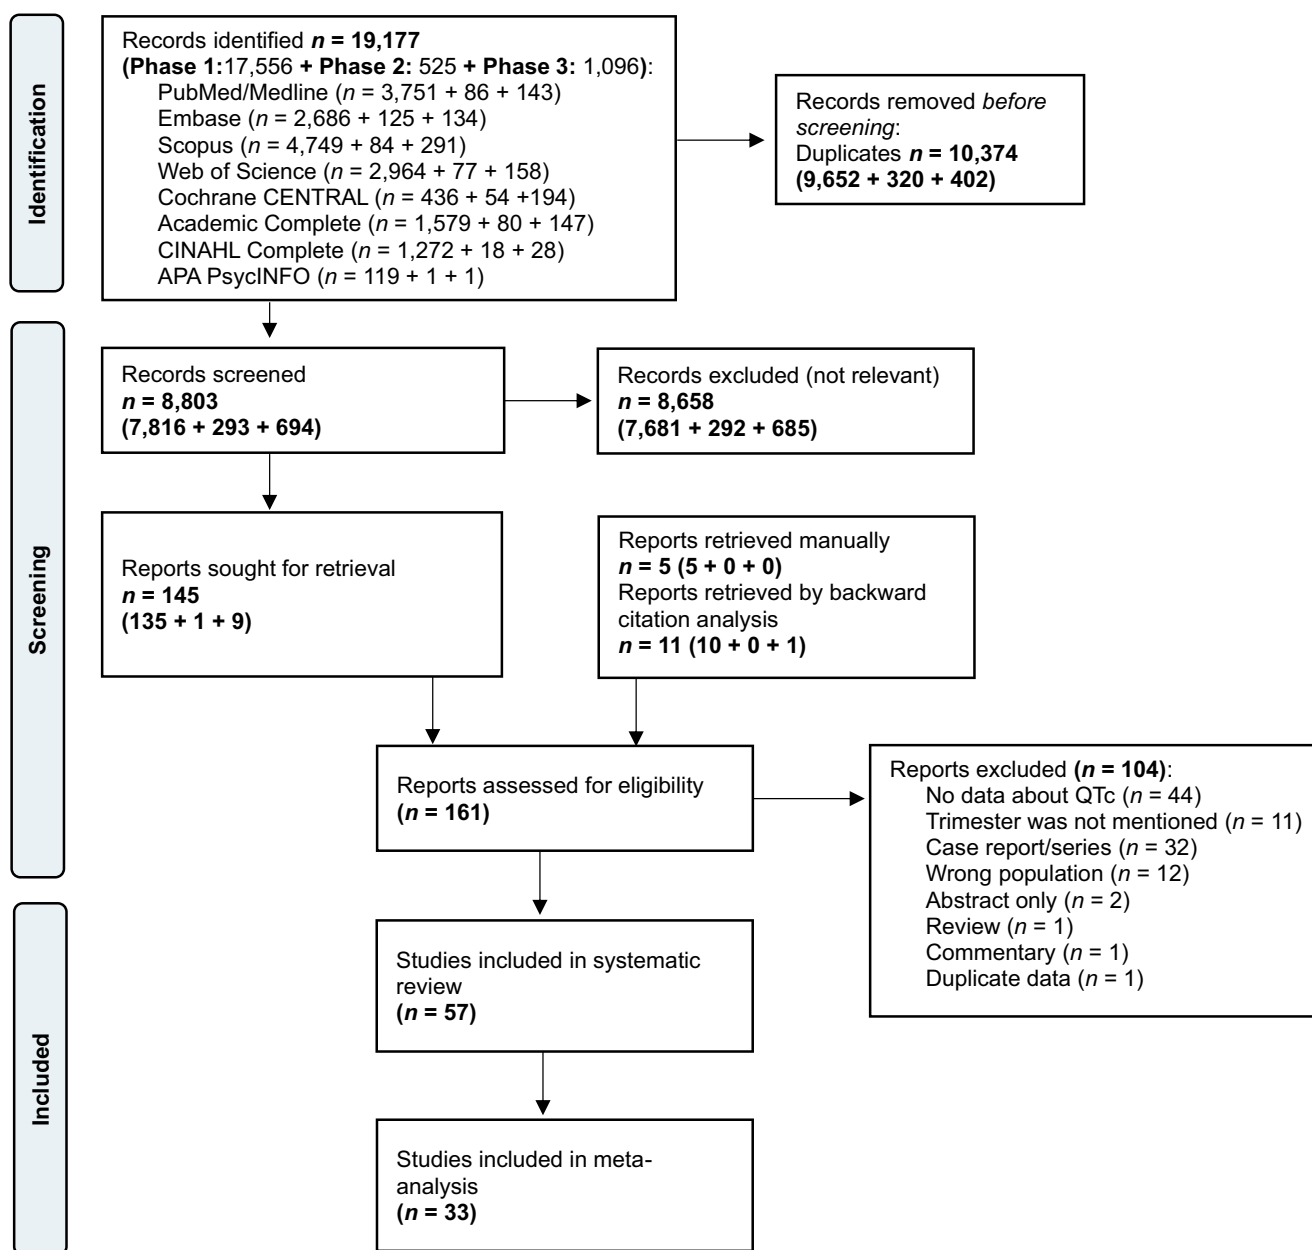 Identification
Records identified n = 19,177
(Phase 1:17,556 + Phase 2: 525 + Phase 3: 1,096):
PubMed/Medline (n = 3,751 + 86 + 143)
Embase (n = 2,686 + 125 + 134)
Scopus (n = 4,749 + 84 + 291)
Web of Science (n = 2,964 + 77 + 158)
Cochrane CENTRAL (n = 436 + 54 +194)
Academic Complete (n = 1,579 + 80 + 147)
CINAHL Complete (n = 1,272 + 18 + 28)
APA PsycINFO (n = 119 + 1 + 1)
Records removed before
screening:
Duplicates n = 10,374
(9,652 + 320 + 402)
Screening
Records screened
n = 8,803
(7,816 + 293 + 694)
Records excluded (not relevant)
n = 8,658
(7,681 + 292 + 685)
Reports sought for retrieval
n = 145
(135 + 1 + 9)
Reports retrieved manually
n = 5 (5 + 0 + 0)
Reports retrieved by backward
citation analysis
n = 11 (10 + 0 + 1)
Reports assessed for eligibility
(n = 161)
Reports excluded (n = 104):
No data about QTc (n = 44)
Trimester was not mentioned (n = 11)
Case report/series (n = 32)
Wrong population (n = 12)
Abstract only (n = 2)
Review (n = 1)
Commentary (n = 1)
Duplicate data (n = 1)
Included
Studies included in systematic
review
(n = 57)
Studies included in meta-
analysis
(n = 33)